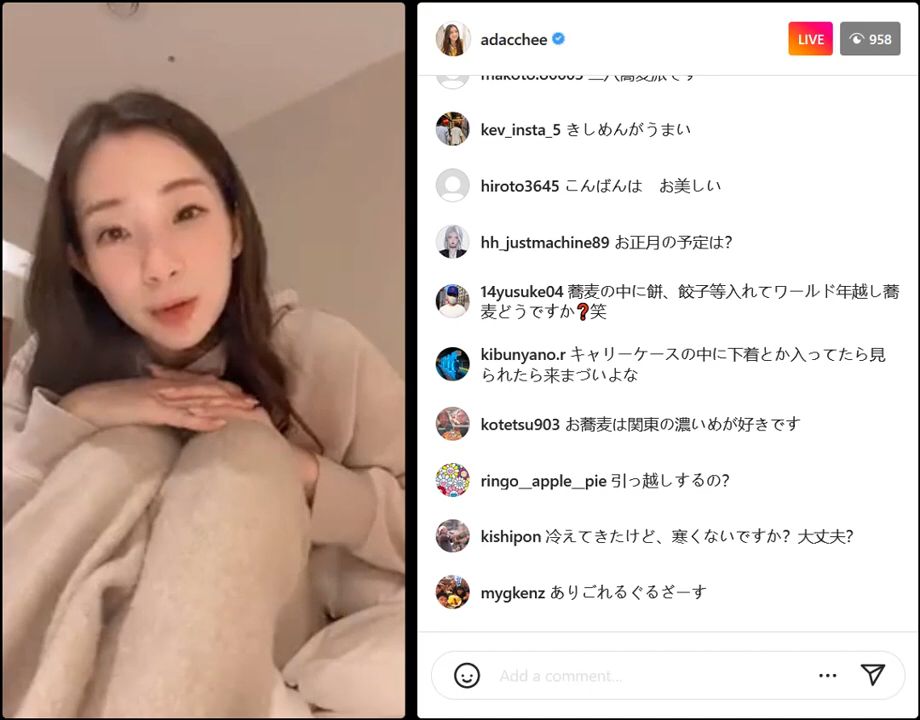 adacchee
LIVE
958
kev_insta_5 きしめんがうまい
hiroto3645 こんばんは　お美しい
hh_justmachine89 お正月の予定は?
14yusuke04 蕎麦の中に餅、餃子等入れてワールド年越し蕎
麦どうですか❓笑
kibunyano.r キャリーケースの中に下着とか入ってたら見
られたら来まづいよな
kotetsu903 お蕎麦は関東の濃いめが好きです
ringo__apple__pie 引っ越しするの?
kishipon 冷えてきたけど、寒くないですか? 大丈夫?
mygkenz ありごれるぐるざーす
Add a comment...